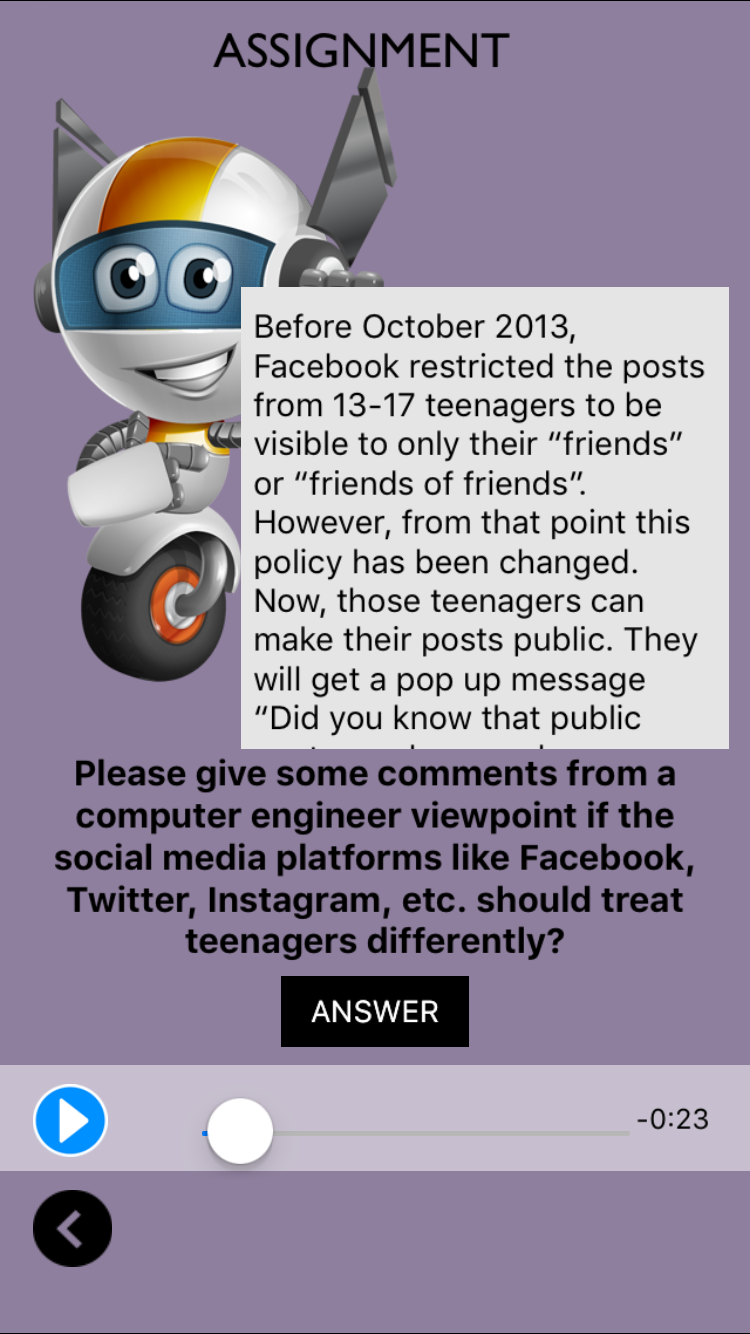 ASSIGNMENT
Before October 2013,
Facebook restricted the posts
from 13-17 teenagers to be
visible to only their “friends”
or “friends of friends”.
However, from that point this
policy has been changed.
Now, those teenagers can
make their posts public. They
will get a pop up message
“Did you know that public
Please give some comments from a
computer engineer viewpoint if the
social media platforms like Facebook,
Twitter, Instagram, etc. should treat
teenagers differently?
ANSWER
-0:23